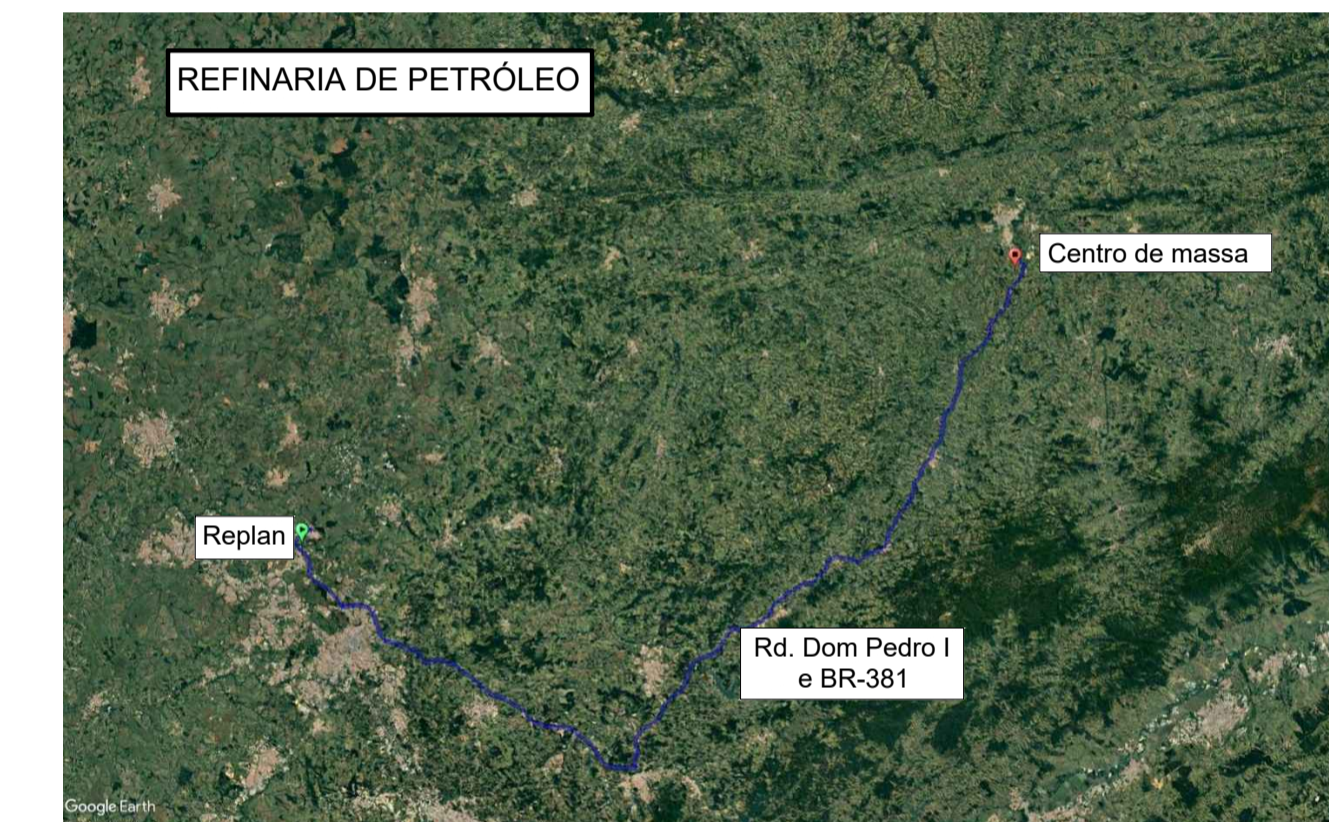 REFINARIA DE PETRÓLEO
Centro de massa
Replan
Rd. Dom Pedro I
e BR-381
Google Earth